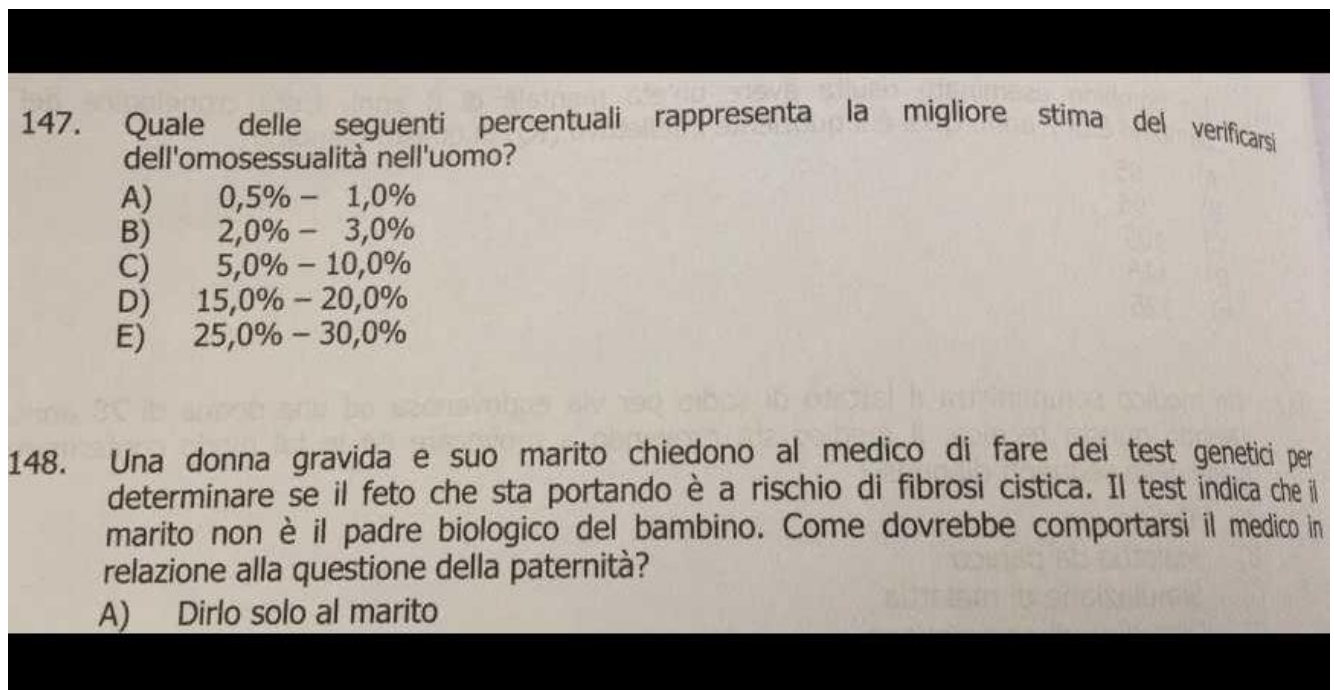 147. Quale delle seguenti percentuali rappresenta la migliore stima del verificarsi
dell'omosessualità nell'uomo?
A) 0,5% – 1,0%
B) 2,0% – 3,0%
C) 5,0% – 10,0%
D) 15,0% – 20,0%
E) 25,0% – 30,0%
148. Una donna gravida e suo marito chiedono al medico di fare dei test genetici per
determinare se il feto che sta portando è a rischio di fibrosi cistica. Il test indica che il
marito non è il padre biologico del bambino. Come dovrebbe comportarsi il medico in
relazione alla questione della paternità?
A) Dirlo solo al marito